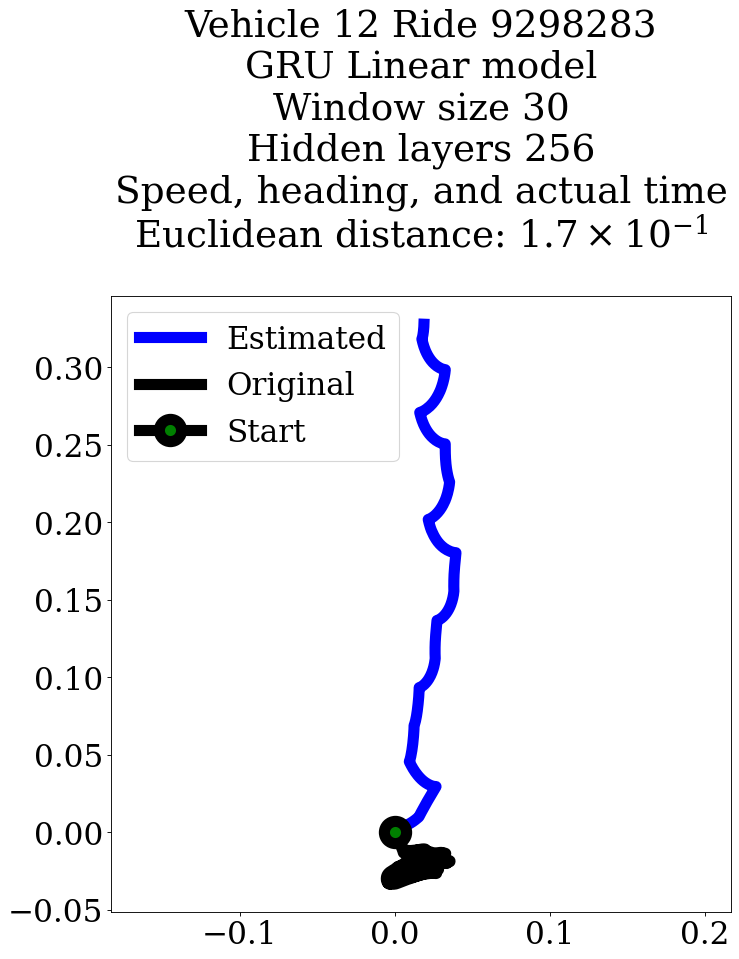 Vehicle 12 Ride 9298283
GRU Linear model
Window size 30
Hidden layers 256
Speed, heading, and actual time
Euclidean distance: 1.7 × 10⁻¹
Estimated
Original
Start
0.30
0.25
0.20
0.15
0.10
0.05
0.00
−0.05
−0.1
0.0
0.1
0.2